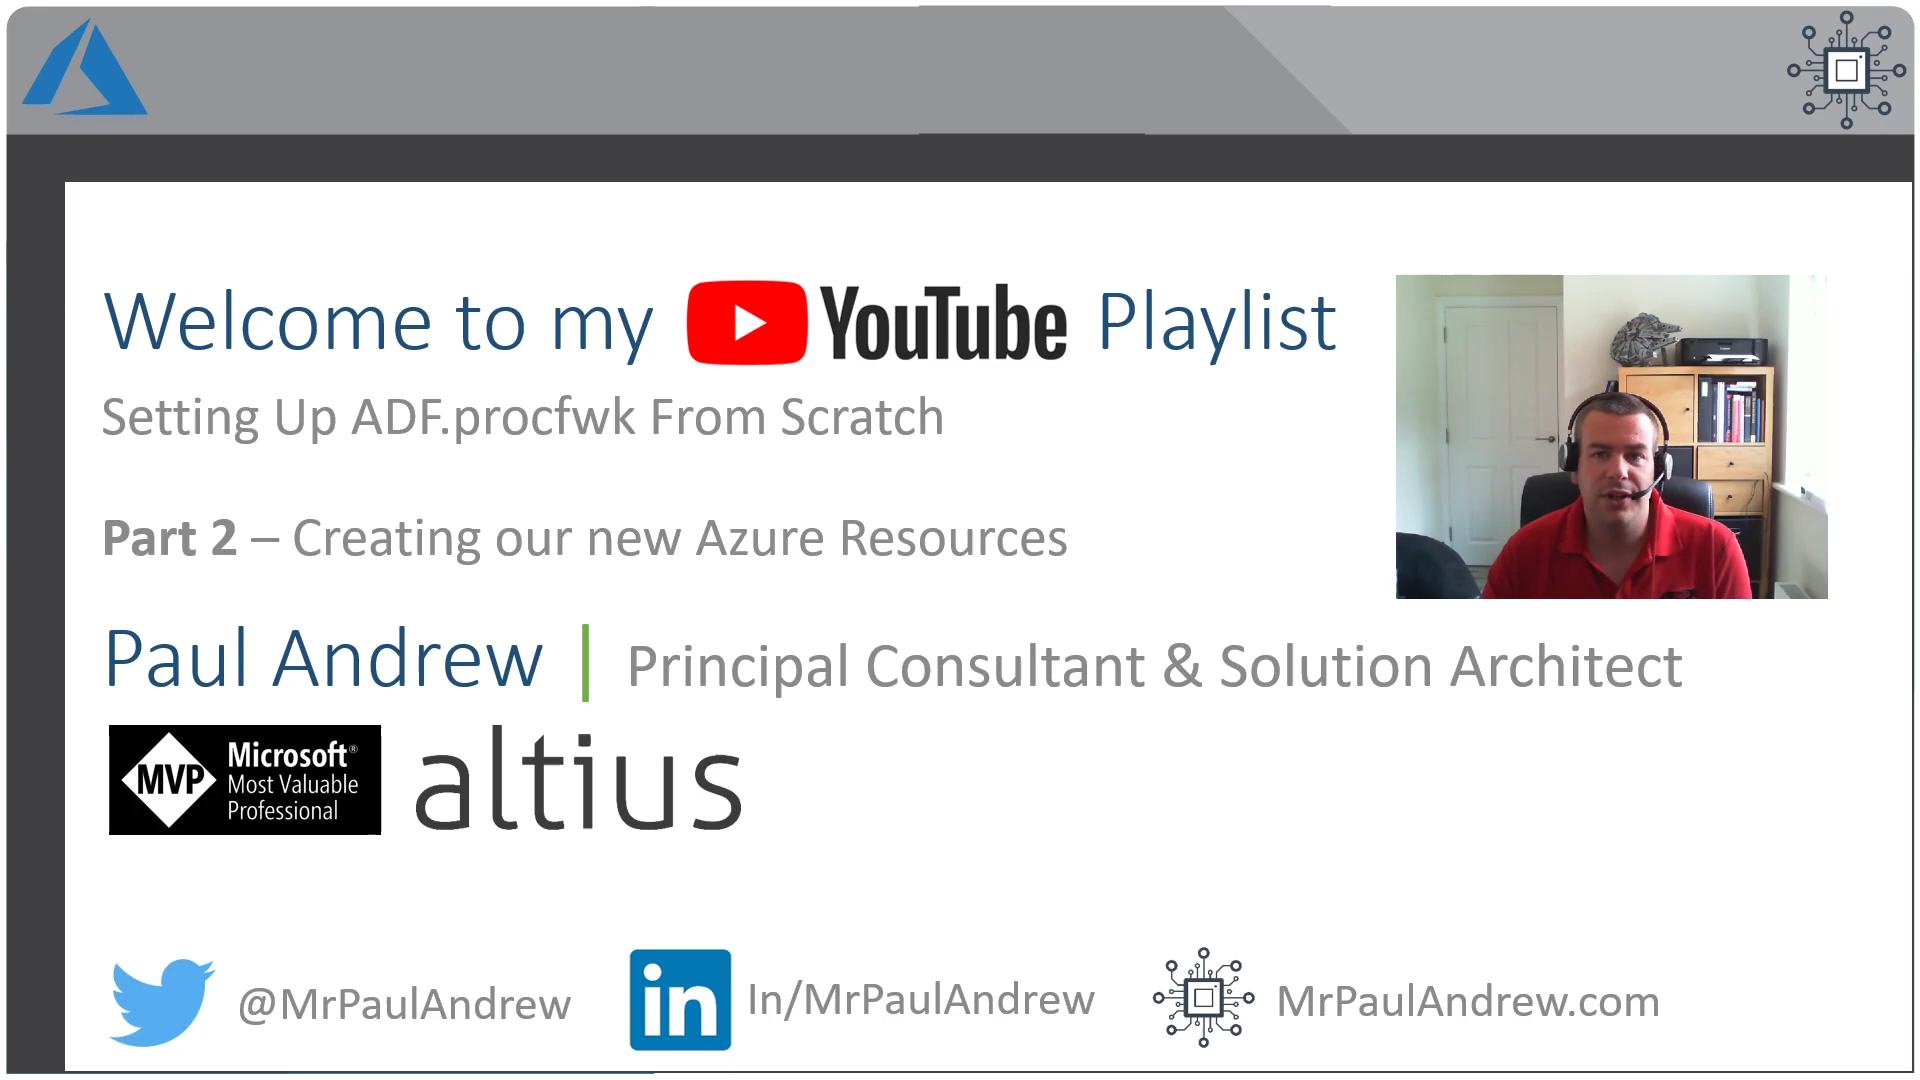 Welcome to my YouTube Playlist
Setting Up ADF.procfwk From Scratch
Part 2 – Creating our new Azure Resources
Paul Andrew | Principal Consultant & Solution Architect
MVP
Microsoft®
Most Valuable
Professional
altius
@MrPaulAndrew
in
In/MrPaulAndrew
MrPaulAndrew.com